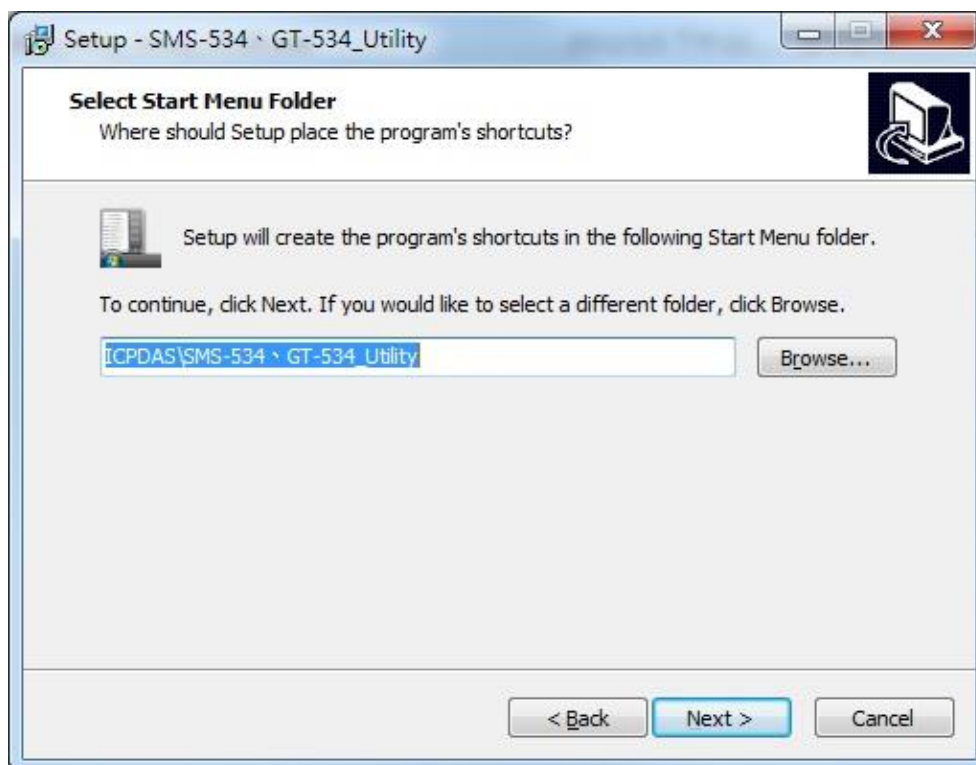 Setup - SMS-534、GT-534_Utility
Select Start Menu Folder
Where should Setup place the program's shortcuts?
Setup will create the program's shortcuts in the following Start Menu folder.
To continue, click Next. If you would like to select a different folder, click Browse.
ICPDAS\SMS-534、GT-534_Utility
Browse...
< Back
Next >
Cancel